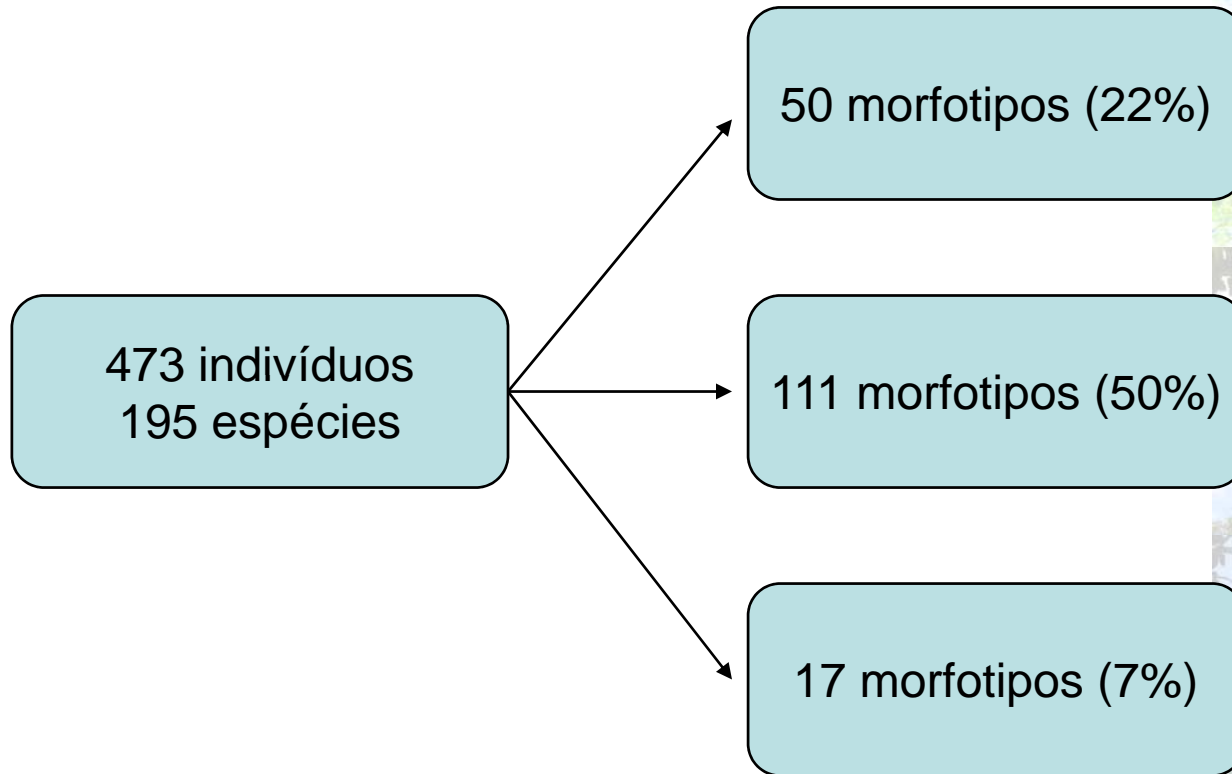 50 morfotipos (22%)
473 indivíduos
195 espécies
111 morfotipos (50%)
17 morfotipos (7%)